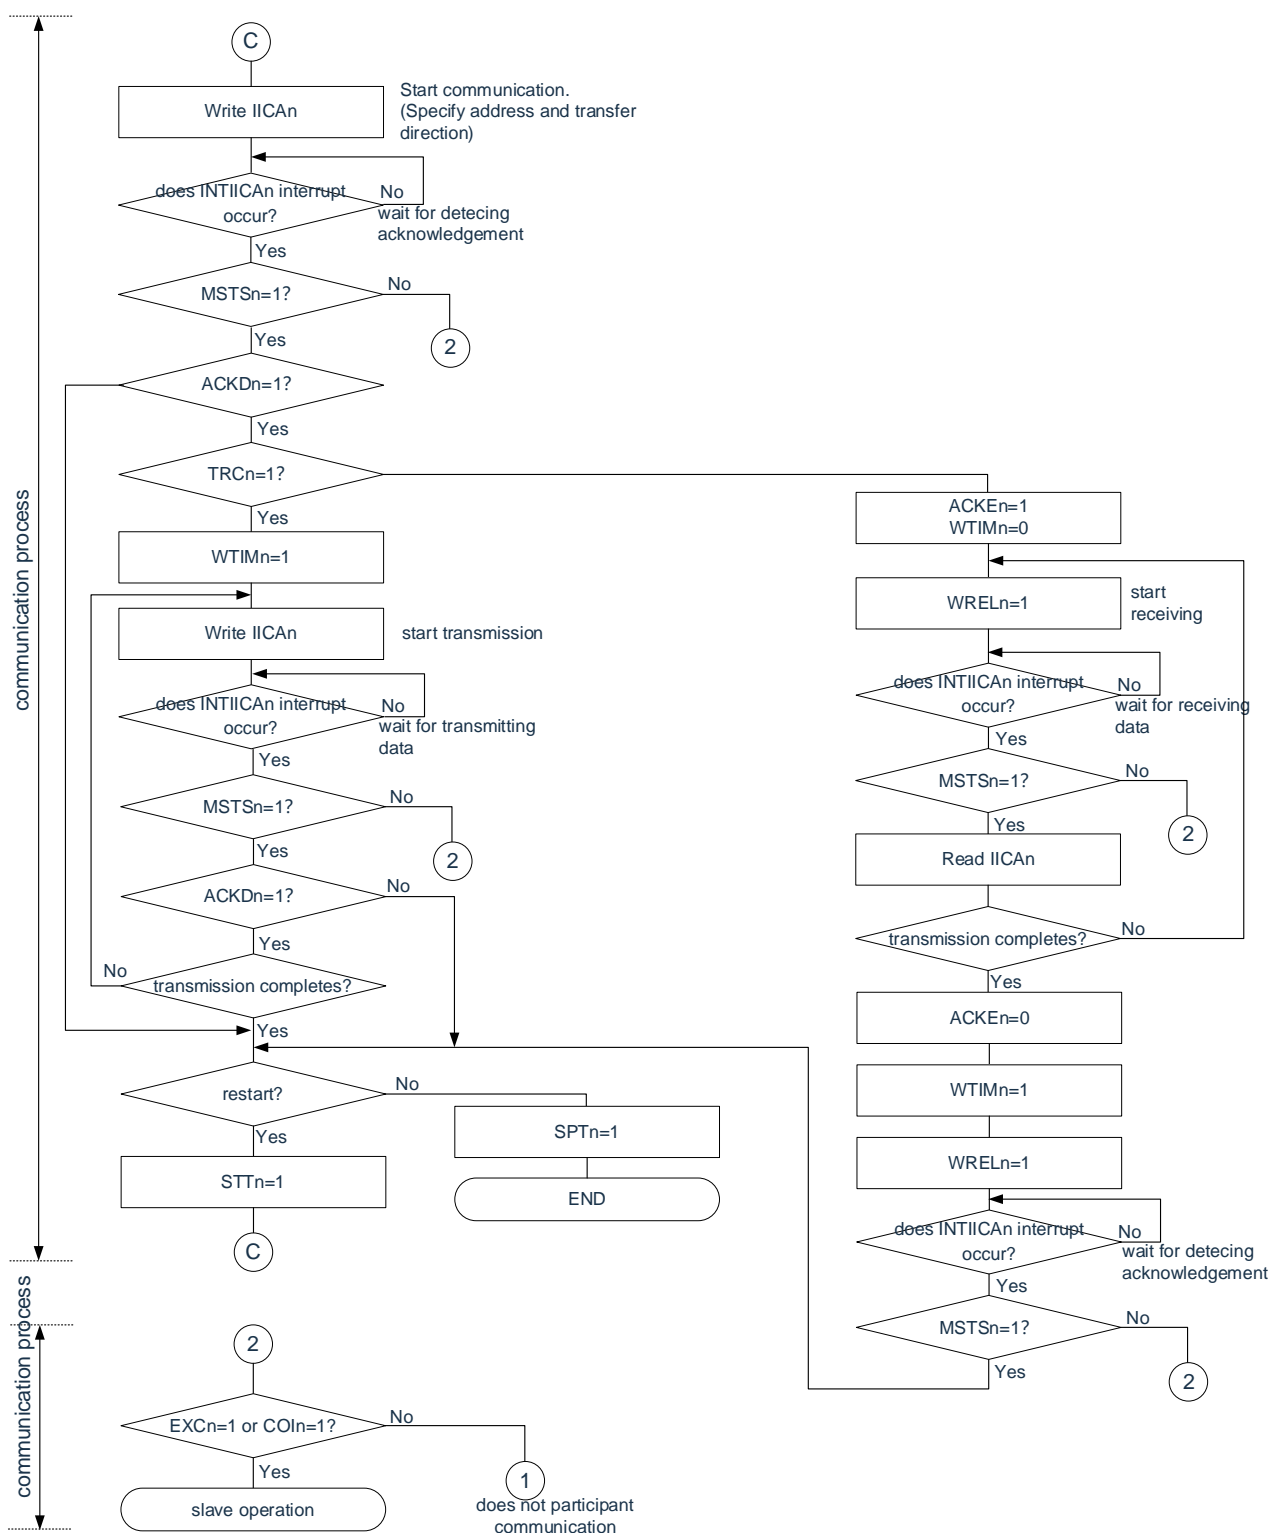 C
Write IICAn
Start communication.
(Specify address and transfer
direction)
does INTIICAn interrupt
occur?
No
wait for detecing
acknowledgement
Yes
MSTSn=1?
No
2
Yes
ACKDn=1?
Yes
TRCn=1?
Yes
WTIMn=1
Write IICAn
start transmission
does INTIICAn interrupt
occur?
No
wait for transmitting
data
Yes
MSTSn=1?
No
2
Yes
ACKDn=1?
No
Yes
No
transmission completes?
Yes
restart?
No
Yes
SPTn=1
STTn=1
END
C
ACKEn=1
WTIMn=0
WRELn=1
start
receiving
does INTIICAn interrupt
occur?
No
wait for receiving
data
Yes
MSTSn=1?
No
2
Yes
Read IICAn
transmission completes?
No
Yes
ACKEn=0
WTIMn=1
WRELn=1
does INTIICAn interrupt
occur?
No
wait for detecing
acknowledgement
Yes
MSTSn=1?
No
2
Yes
communication process
communication process
2
EXCn=1 or COIn=1?
No
1
does not participant
communication
Yes
slave operation